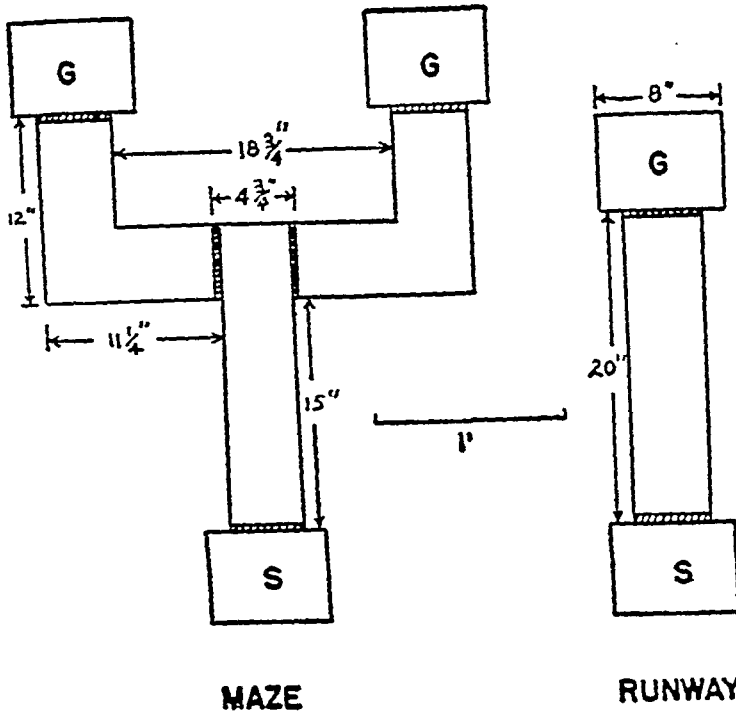 G
G
8"
G
18 3/4"
4 3/4"
12"
11 1/4"
15"
20"
1'
S
S
MAZE
RUNWAY